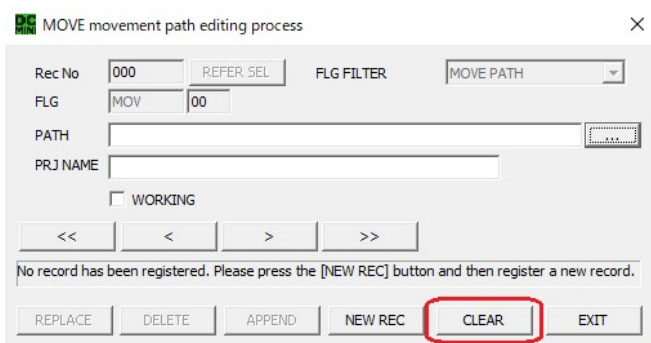 DC MINI MOVE movement path editing process
Rec No 000 REFER SEL FLG FILTER MOVE PATH
FLG MOV 00
PATH ...
PRJ NAME
WORKING
<< < > >>
No record has been registered. Please press the [NEW REC] button and then register a new record.
REPLACE DELETE APPEND NEW REC CLEAR EXIT